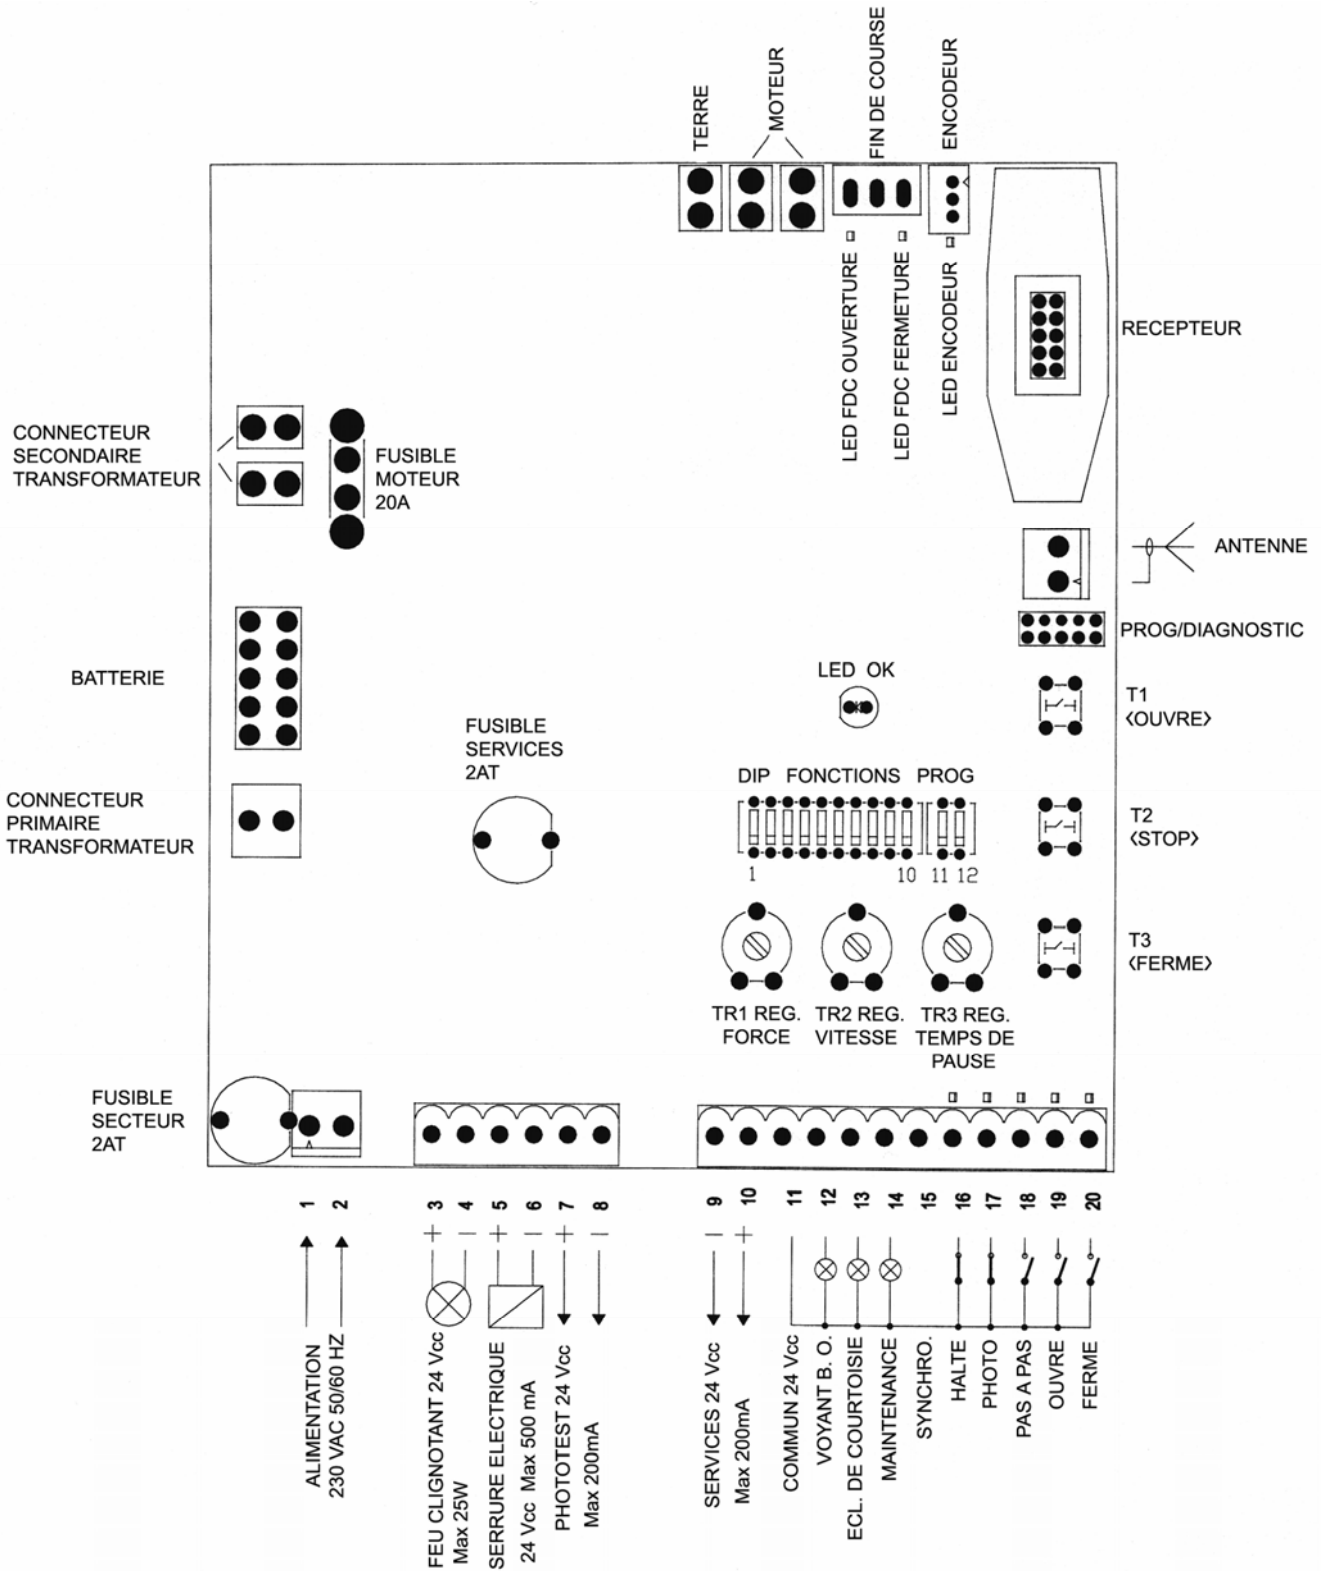 TERRE
MOTEUR
FIN DE COURSE
ENCODEUR
LED FDC OUVERTURE
LED FDC FERMETURE
LED ENCODEUR
RECEPTEUR
CONNECTEUR
SECONDAIRE
TRANSFORMATEUR
FUSIBLE
MOTEUR
20A
ANTENNE
PROG/DIAGNOSTIC
BATTERIE
LED OK
T1
<OUVRE>
FUSIBLE
SERVICES
2AT
DIP FONCTIONS PROG
1 10 11 12
CONNECTEUR
PRIMAIRE
TRANSFORMATEUR
T2
<STOP>
T3
<FERME>
TR1 REG.
FORCE
TR2 REG.
VITESSE
TR3 REG.
TEMPS DE
PAUSE
FUSIBLE
SECTEUR
2AT
1 2 3 4 5 6 7 8 9 10 11 12 13 14 15 16 17 18 19 20
+ − + − + − − +
ALIMENTATION
230 VAC 50/60 HZ
FEU CLIGNOTANT 24 Vcc
Max 25W
SERRURE ELECTRIQUE
24 Vcc Max 500 mA
PHOTOTEST 24 Vcc
Max 200mA
SERVICES 24 Vcc
Max 200mA
COMMUN 24 Vcc
VOYANT B. O.
ECL. DE COURTOISIE
MAINTENANCE
SYNCHRO.
HALTE
PHOTO
PAS A PAS
OUVRE
FERME